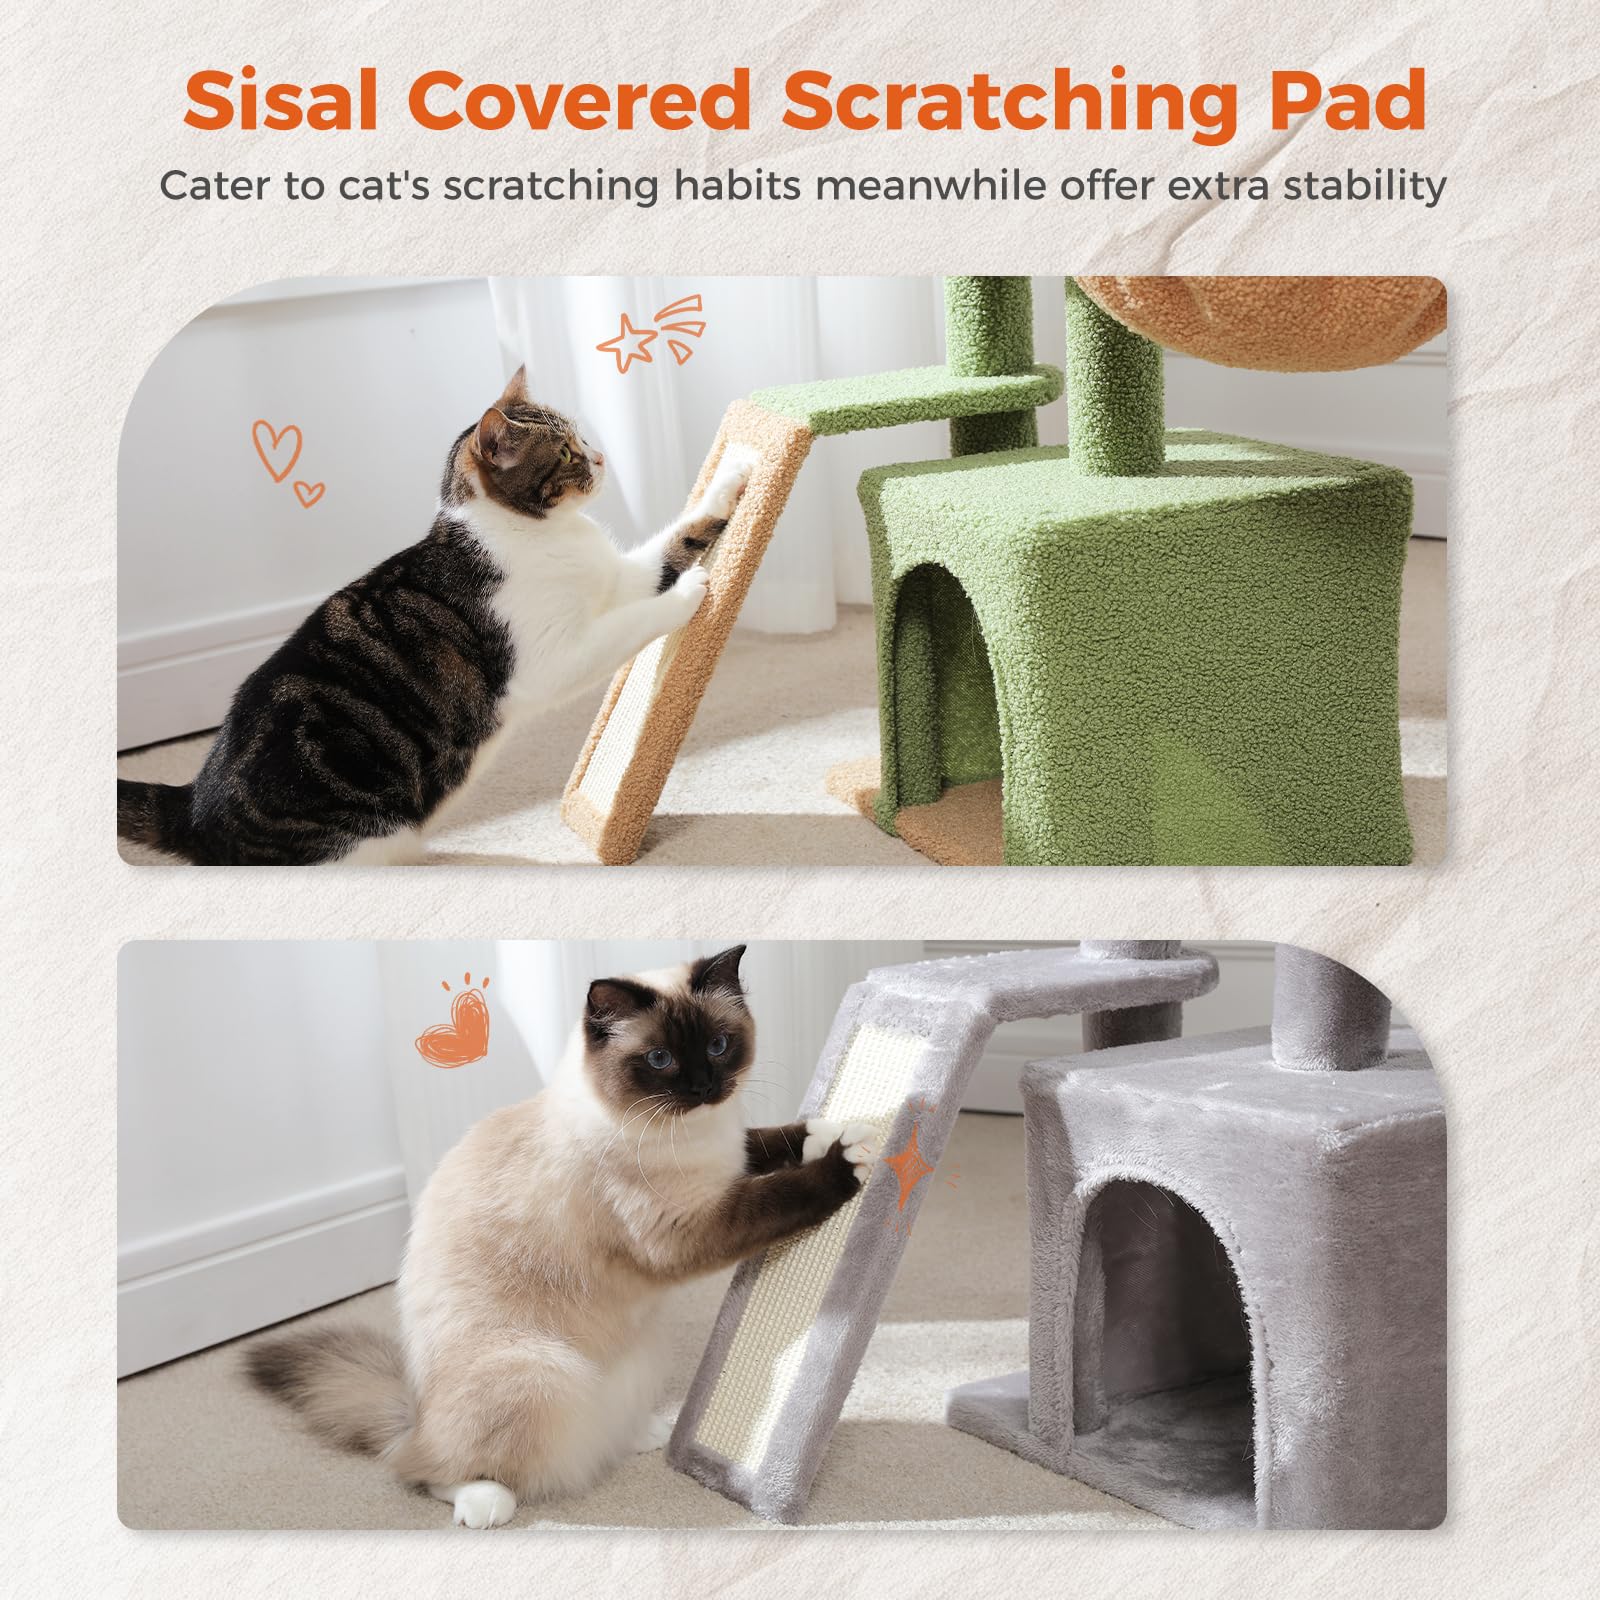 Sisal Covered Scratching Pad
Cater to cat's scratching habits meanwhile offer extra stability